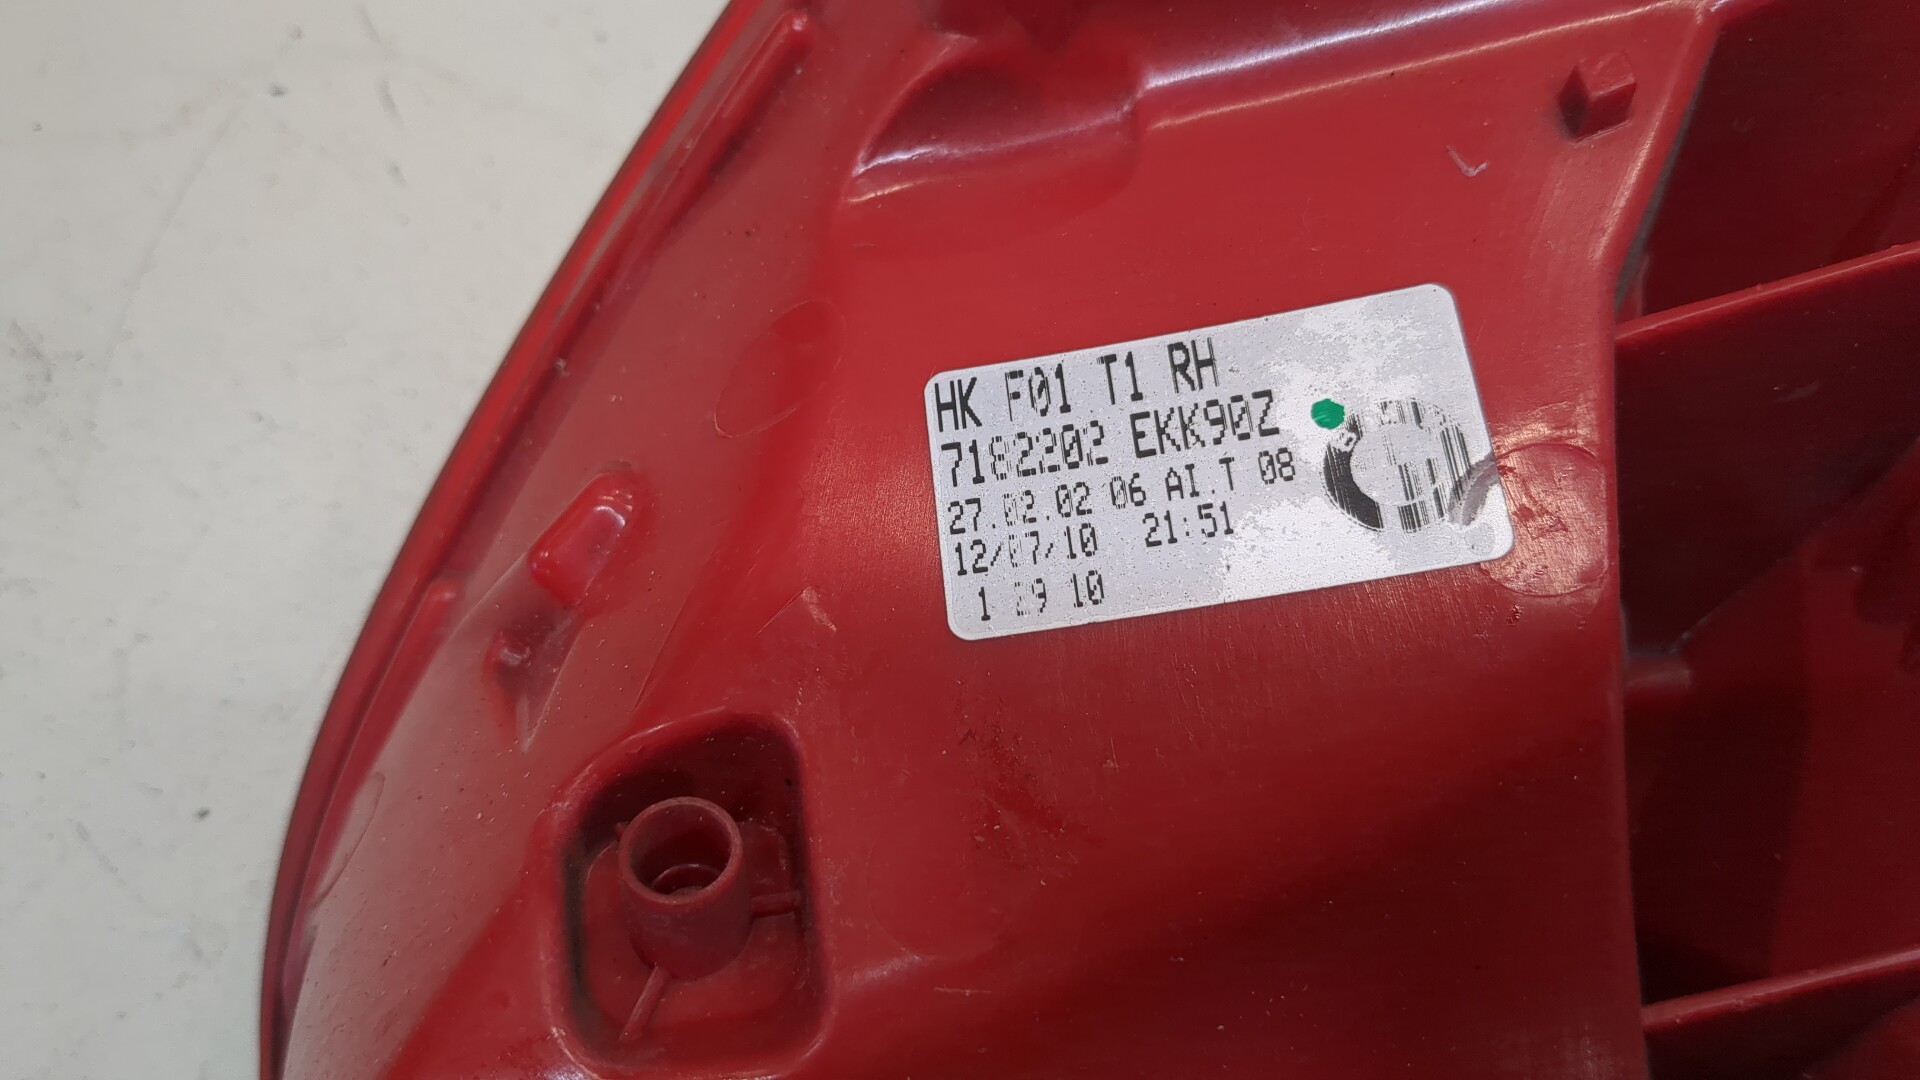 HK F01 T1 RH
7182202 EKK90Z
27.02.02 06 AI.T 08
12/07/10 21:51
1 29 10